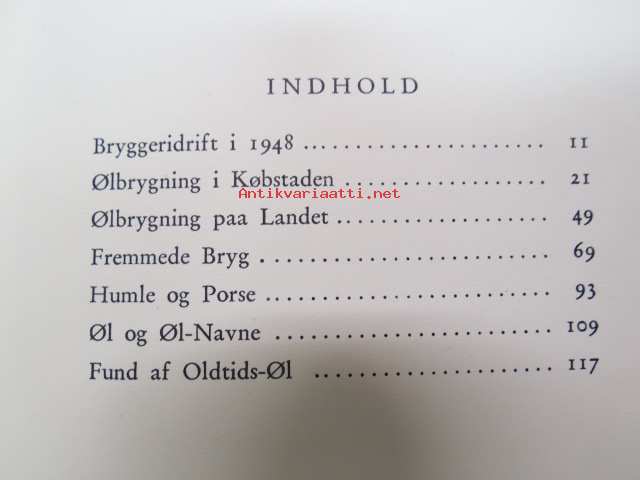 INDHOLD
Bryggeridrift i 1948 ........................ 11
Ølbrygning i Købstaden .................... 21
Antikvariaatti.net
Ølbrygning paa Landet ..................... 49
Fremmede Bryg ............................. 69
Humle og Porse ............................ 93
Øl og Øl-Navne ............................ 109
Fund af Oldtids-Øl ........................ 117